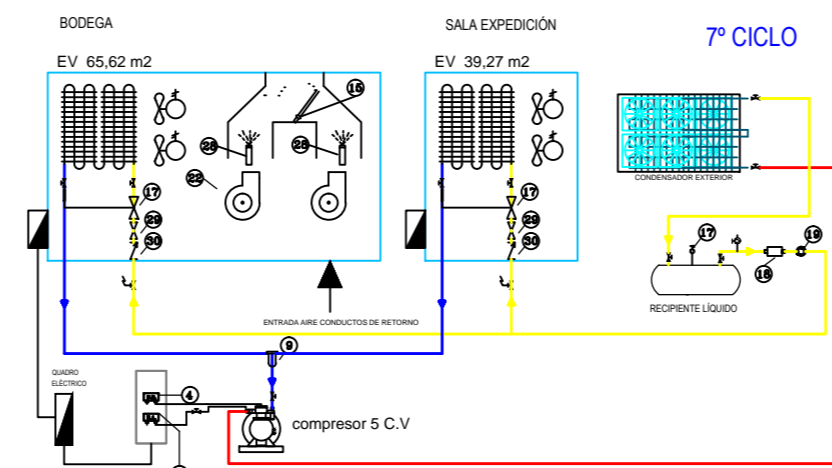 BODEGA
SALA EXPEDICIÓN
7º CICLO
EV 65,62 m2
EV 39,27 m2
15
28
28
22
CONDENSADOR EXTERIOR
17
29
30
17
29
30
17
19
18
RECIPIENTE LÍQUIDO
ENTRADA AIRE CONDUCTOS DE RETORNO
9
QUADRO
ELÉCTRICO
4
compresor 5 C.V